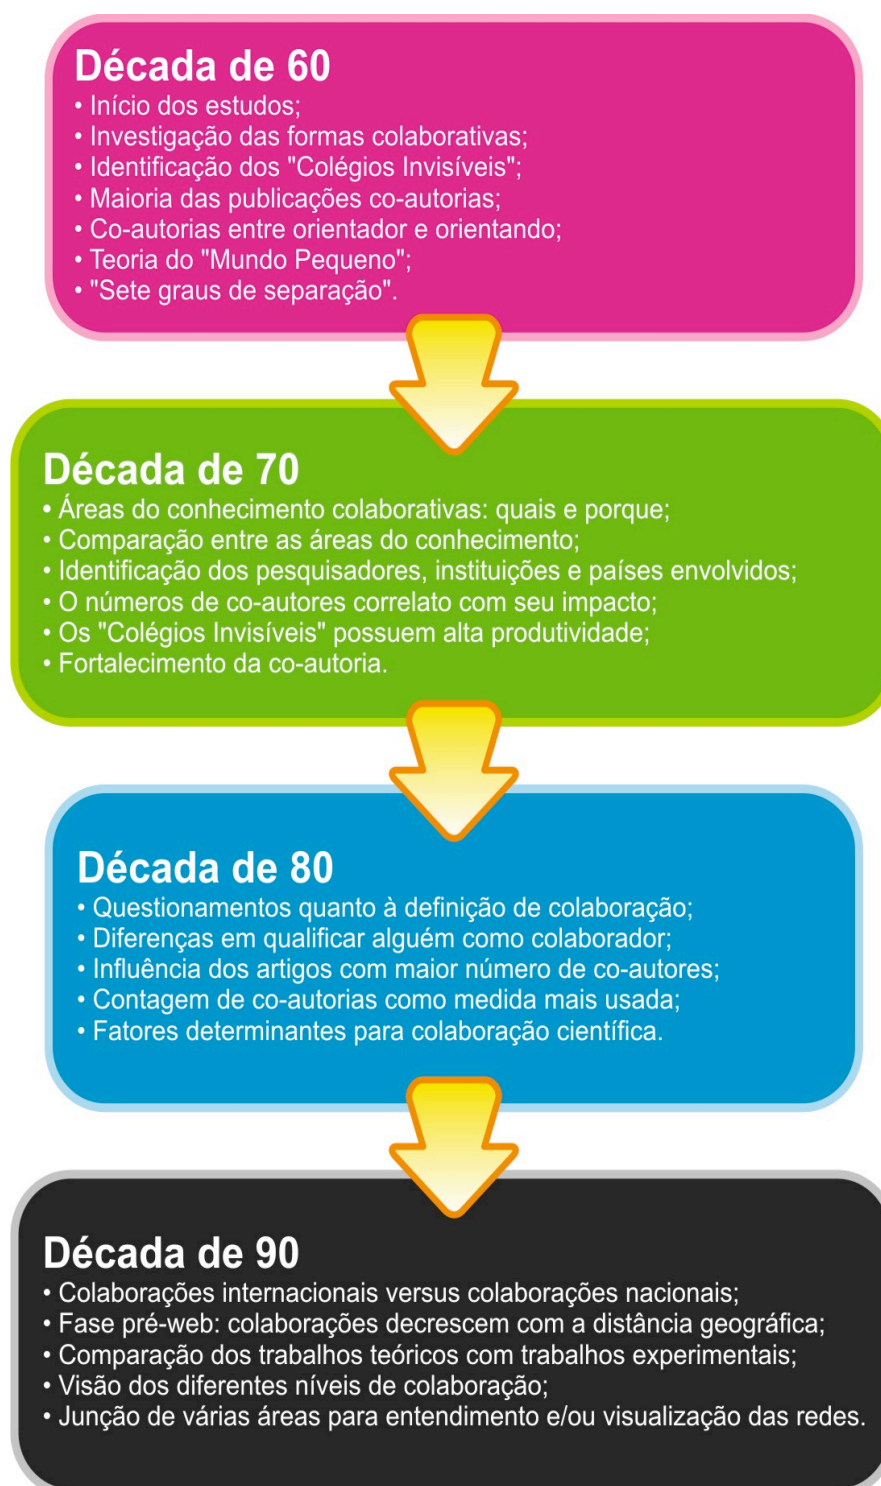 Década de 60
• Início dos estudos;
• Investigação das formas colaborativas;
• Identificação dos "Colégios Invisíveis";
• Maioria das publicações co-autorias;
• Co-autorias entre orientador e orientando;
• Teoria do "Mundo Pequeno";
• "Sete graus de separação".
Década de 70
• Áreas do conhecimento colaborativas: quais e porque;
• Comparação entre as áreas do conhecimento;
• Identificação dos pesquisadores, instituições e países envolvidos;
• O números de co-autores correlato com seu impacto;
• Os "Colégios Invisíveis" possuem alta produtividade;
• Fortalecimento da co-autoria.
Década de 80
• Questionamentos quanto à definição de colaboração;
• Diferenças em qualificar alguém como colaborador;
• Influência dos artigos com maior número de co-autores;
• Contagem de co-autorias como medida mais usada;
• Fatores determinantes para colaboração científica.
Década de 90
• Colaborações internacionais versus colaborações nacionais;
• Fase pré-web: colaborações decrescem com a distância geográfica;
• Comparação dos trabalhos teóricos com trabalhos experimentais;
• Visão dos diferentes níveis de colaboração;
• Junção de várias áreas para entendimento e/ou visualização das redes.